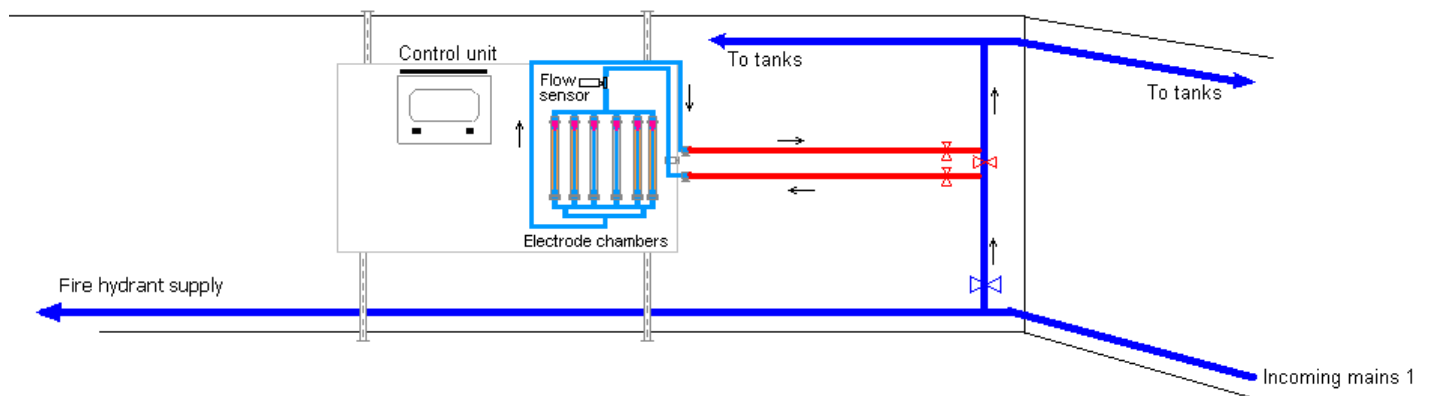 Control unit
Flow
sensor
To tanks
To tanks
Electrode chambers
Fire hydrant supply
Incoming mains 1